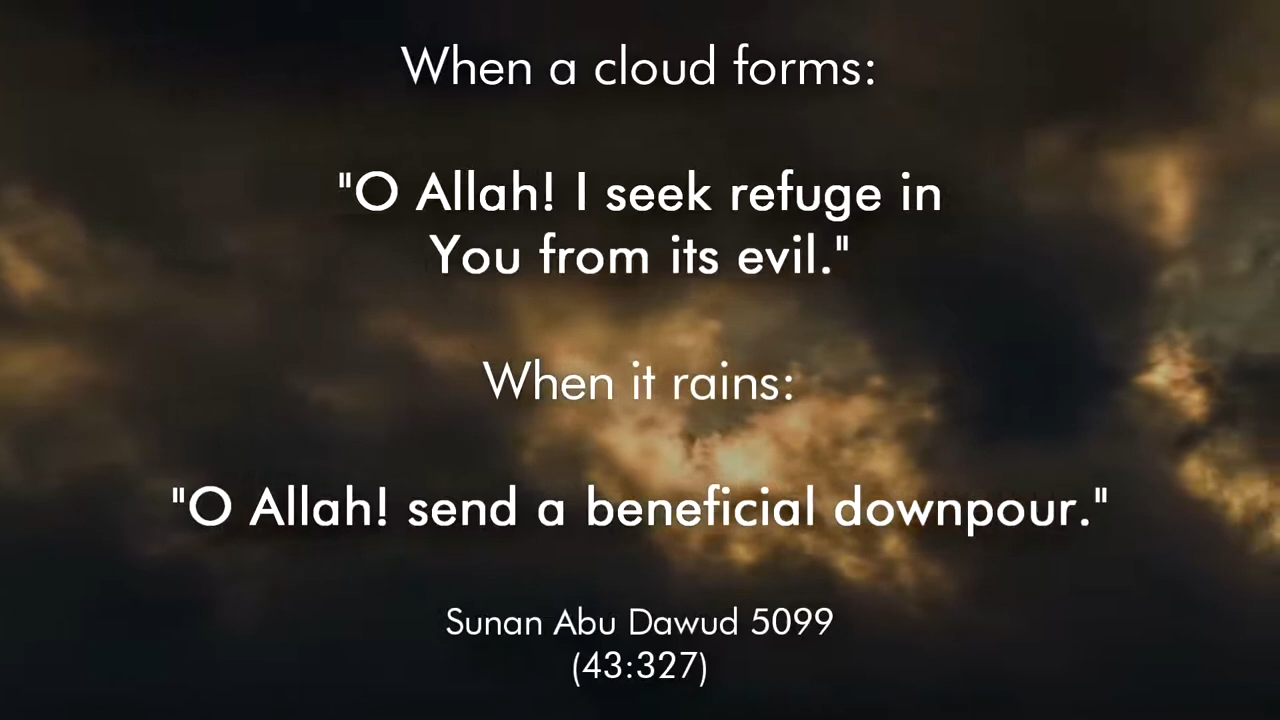 When a cloud forms:
"O Allah! I seek refuge in
You from its evil."
When it rains:
"O Allah! send a beneficial downpour."
Sunan Abu Dawud 5099
(43:327)